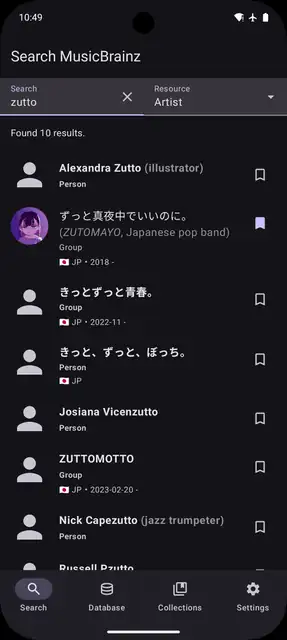 10:49
Search MusicBrainz
Search
zutto
Resource
Artist
Found 10 results.
Alexandra Zutto (illustrator)
Person
ずっと真夜中でいいのに。
(ZUTOMAYO, Japanese pop band)
Group
🇯🇵 JP • 2018 -
きっとずっと青春。
Group
🇯🇵 JP • 2022-11 -
きっと、ずっと、ぼっち。
Person
🇯🇵 JP
Josiana Vicenzutto
Person
ZUTTOMOTTO
Group
🇯🇵 JP • 2023-02-20 -
Nick Capezutto (jazz trumpeter)
Person
Russell Pzutto
Search
Database
Collections
Settings